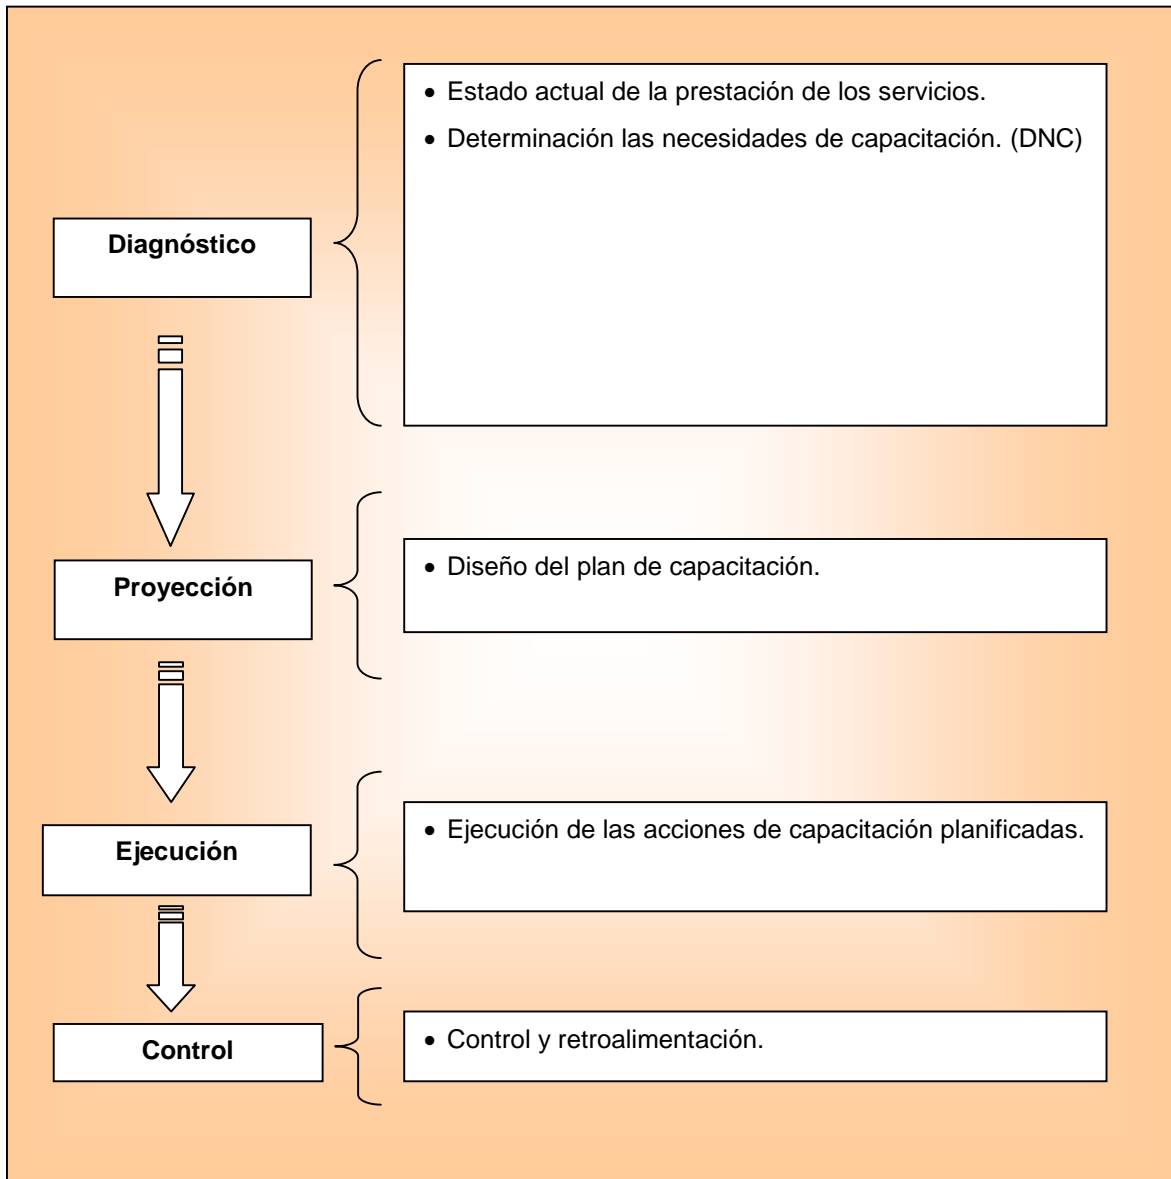 • Estado actual de la prestación de los servicios.
• Determinación las necesidades de capacitación. (DNC)
Diagnóstico
Proyección
• Diseño del plan de capacitación.
Ejecución
• Ejecución de las acciones de capacitación planificadas.
Control
• Control y retroalimentación.